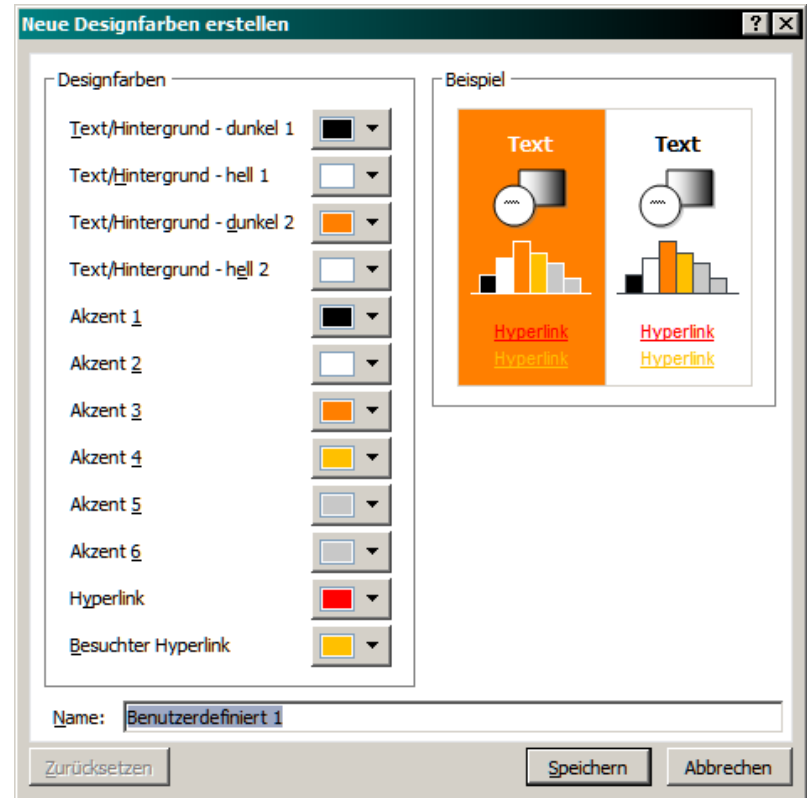 Neue Designfarben erstellen
Designfarben
Text/Hintergrund - dunkel 1
Text/Hintergrund - hell 1
Text/Hintergrund - dunkel 2
Text/Hintergrund - hell 2
Akzent 1
Akzent 2
Akzent 3
Akzent 4
Akzent 5
Akzent 6
Hyperlink
Besuchter Hyperlink
Beispiel
Text Text
Hyperlink Hyperlink
Hyperlink Hyperlink
Name: Benutzerdefiniert 1
Zurücksetzen Speichern Abbrechen